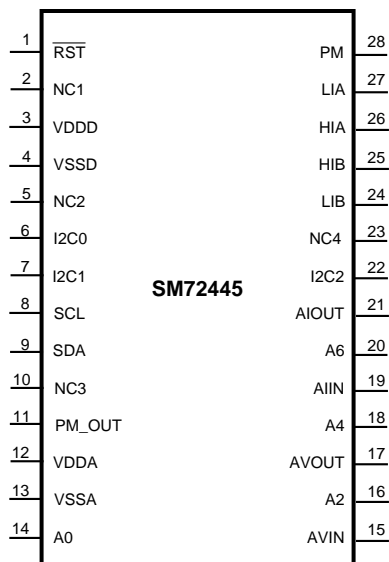 1 RST PM 28
2 NC1 LIA 27
3 VDDD HIA 26
4 VSSD HIB 25
5 NC2 LIB 24
6 I2C0 NC4 23
7 I2C1 I2C2 22
SM72445
8 SCL AIOUT 21
9 SDA A6 20
10 NC3 AIIN 19
11 PM_OUT A4 18
12 VDDA AVOUT 17
13 VSSA A2 16
14 A0 AVIN 15